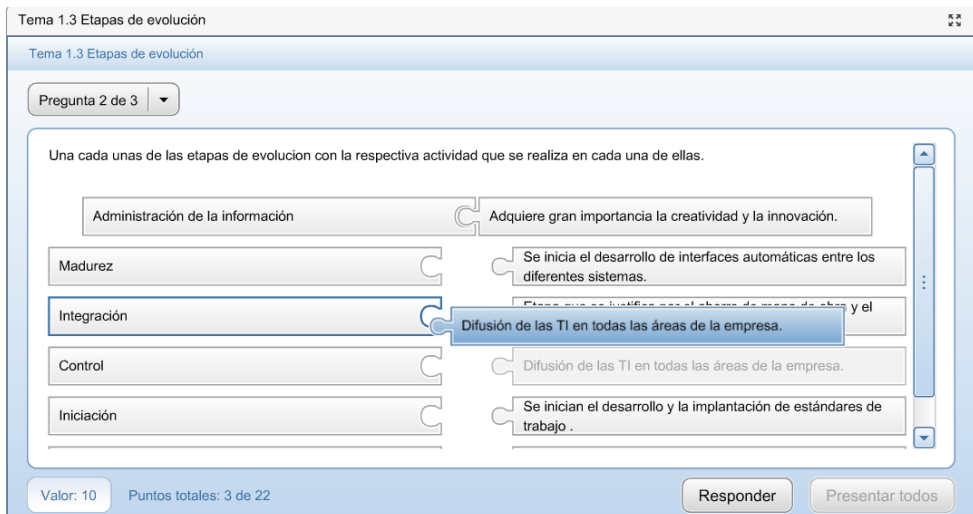 Tema 1.3 Etapas de evolución
Tema 1.3 Etapas de evolución
Pregunta 2 de 3
Una cada unas de las etapas de evolucion con la respectiva actividad que se realiza en cada una de ellas.
Administración de la información
Adquiere gran importancia la creatividad y la innovación.
Madurez
Se inicia el desarrollo de interfaces automáticas entre los
diferentes sistemas.
Integración
y el
Difusión de las TI en todas las áreas de la empresa.
Control
Difusión de las TI en todas las áreas de la empresa.
Iniciación
Se inician el desarrollo y la implantación de estándares de
trabajo .
Valor: 10
Puntos totales: 3 de 22
Responder
Presentar todos